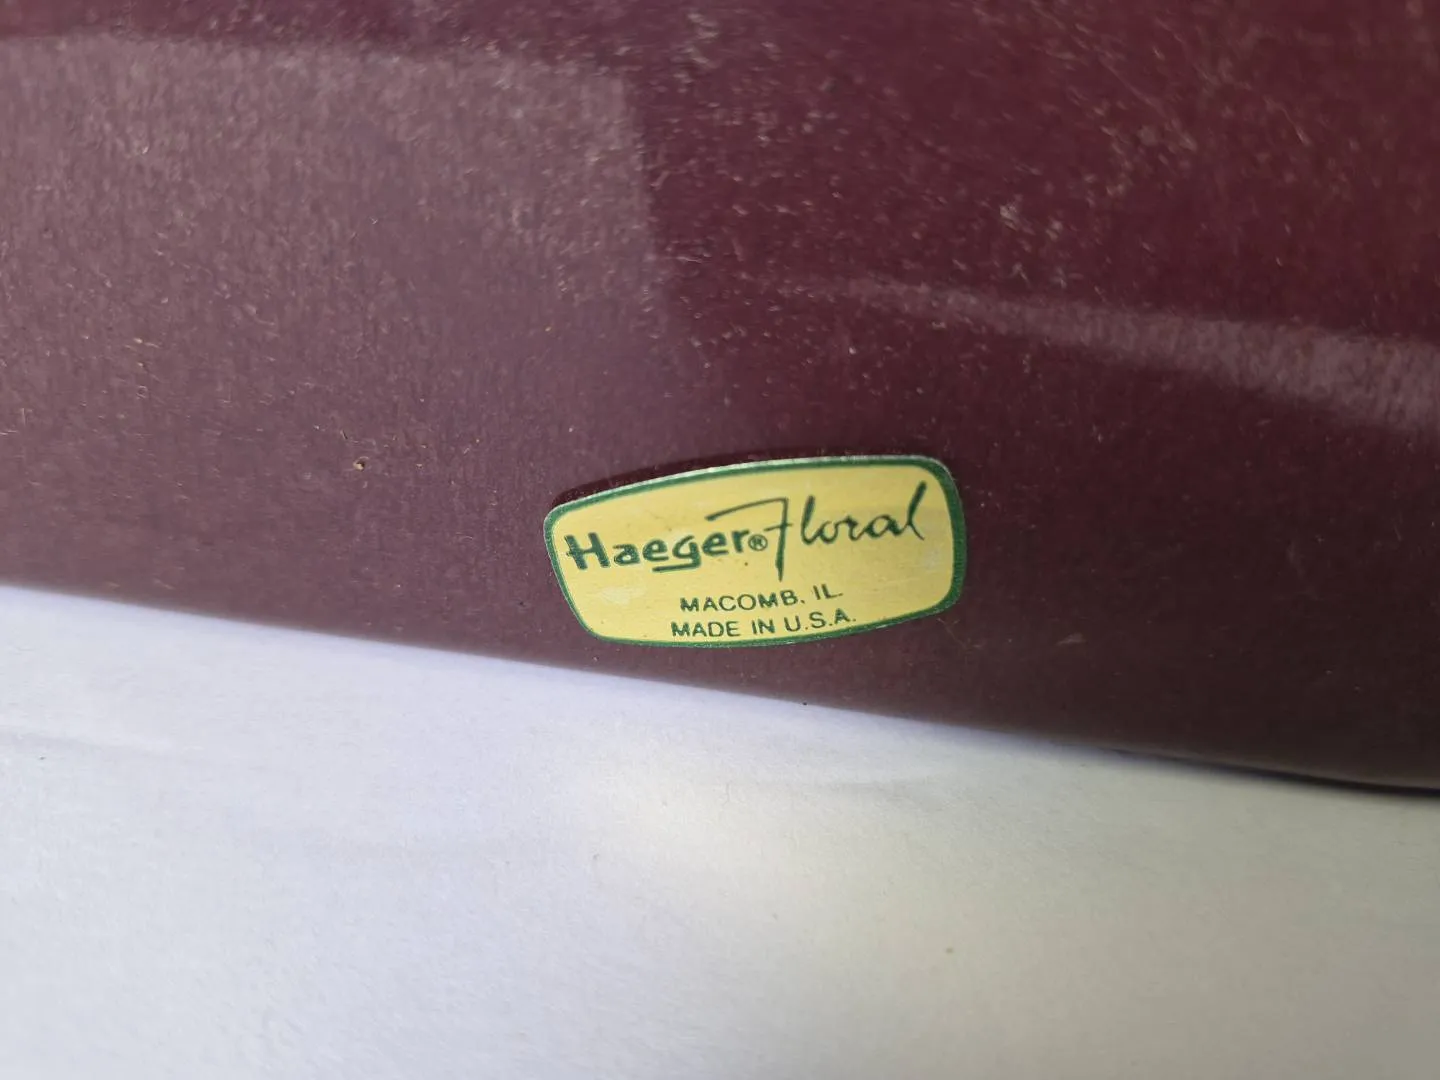 Haeger® Floral
MACOMB, IL.
MADE IN U.S.A.